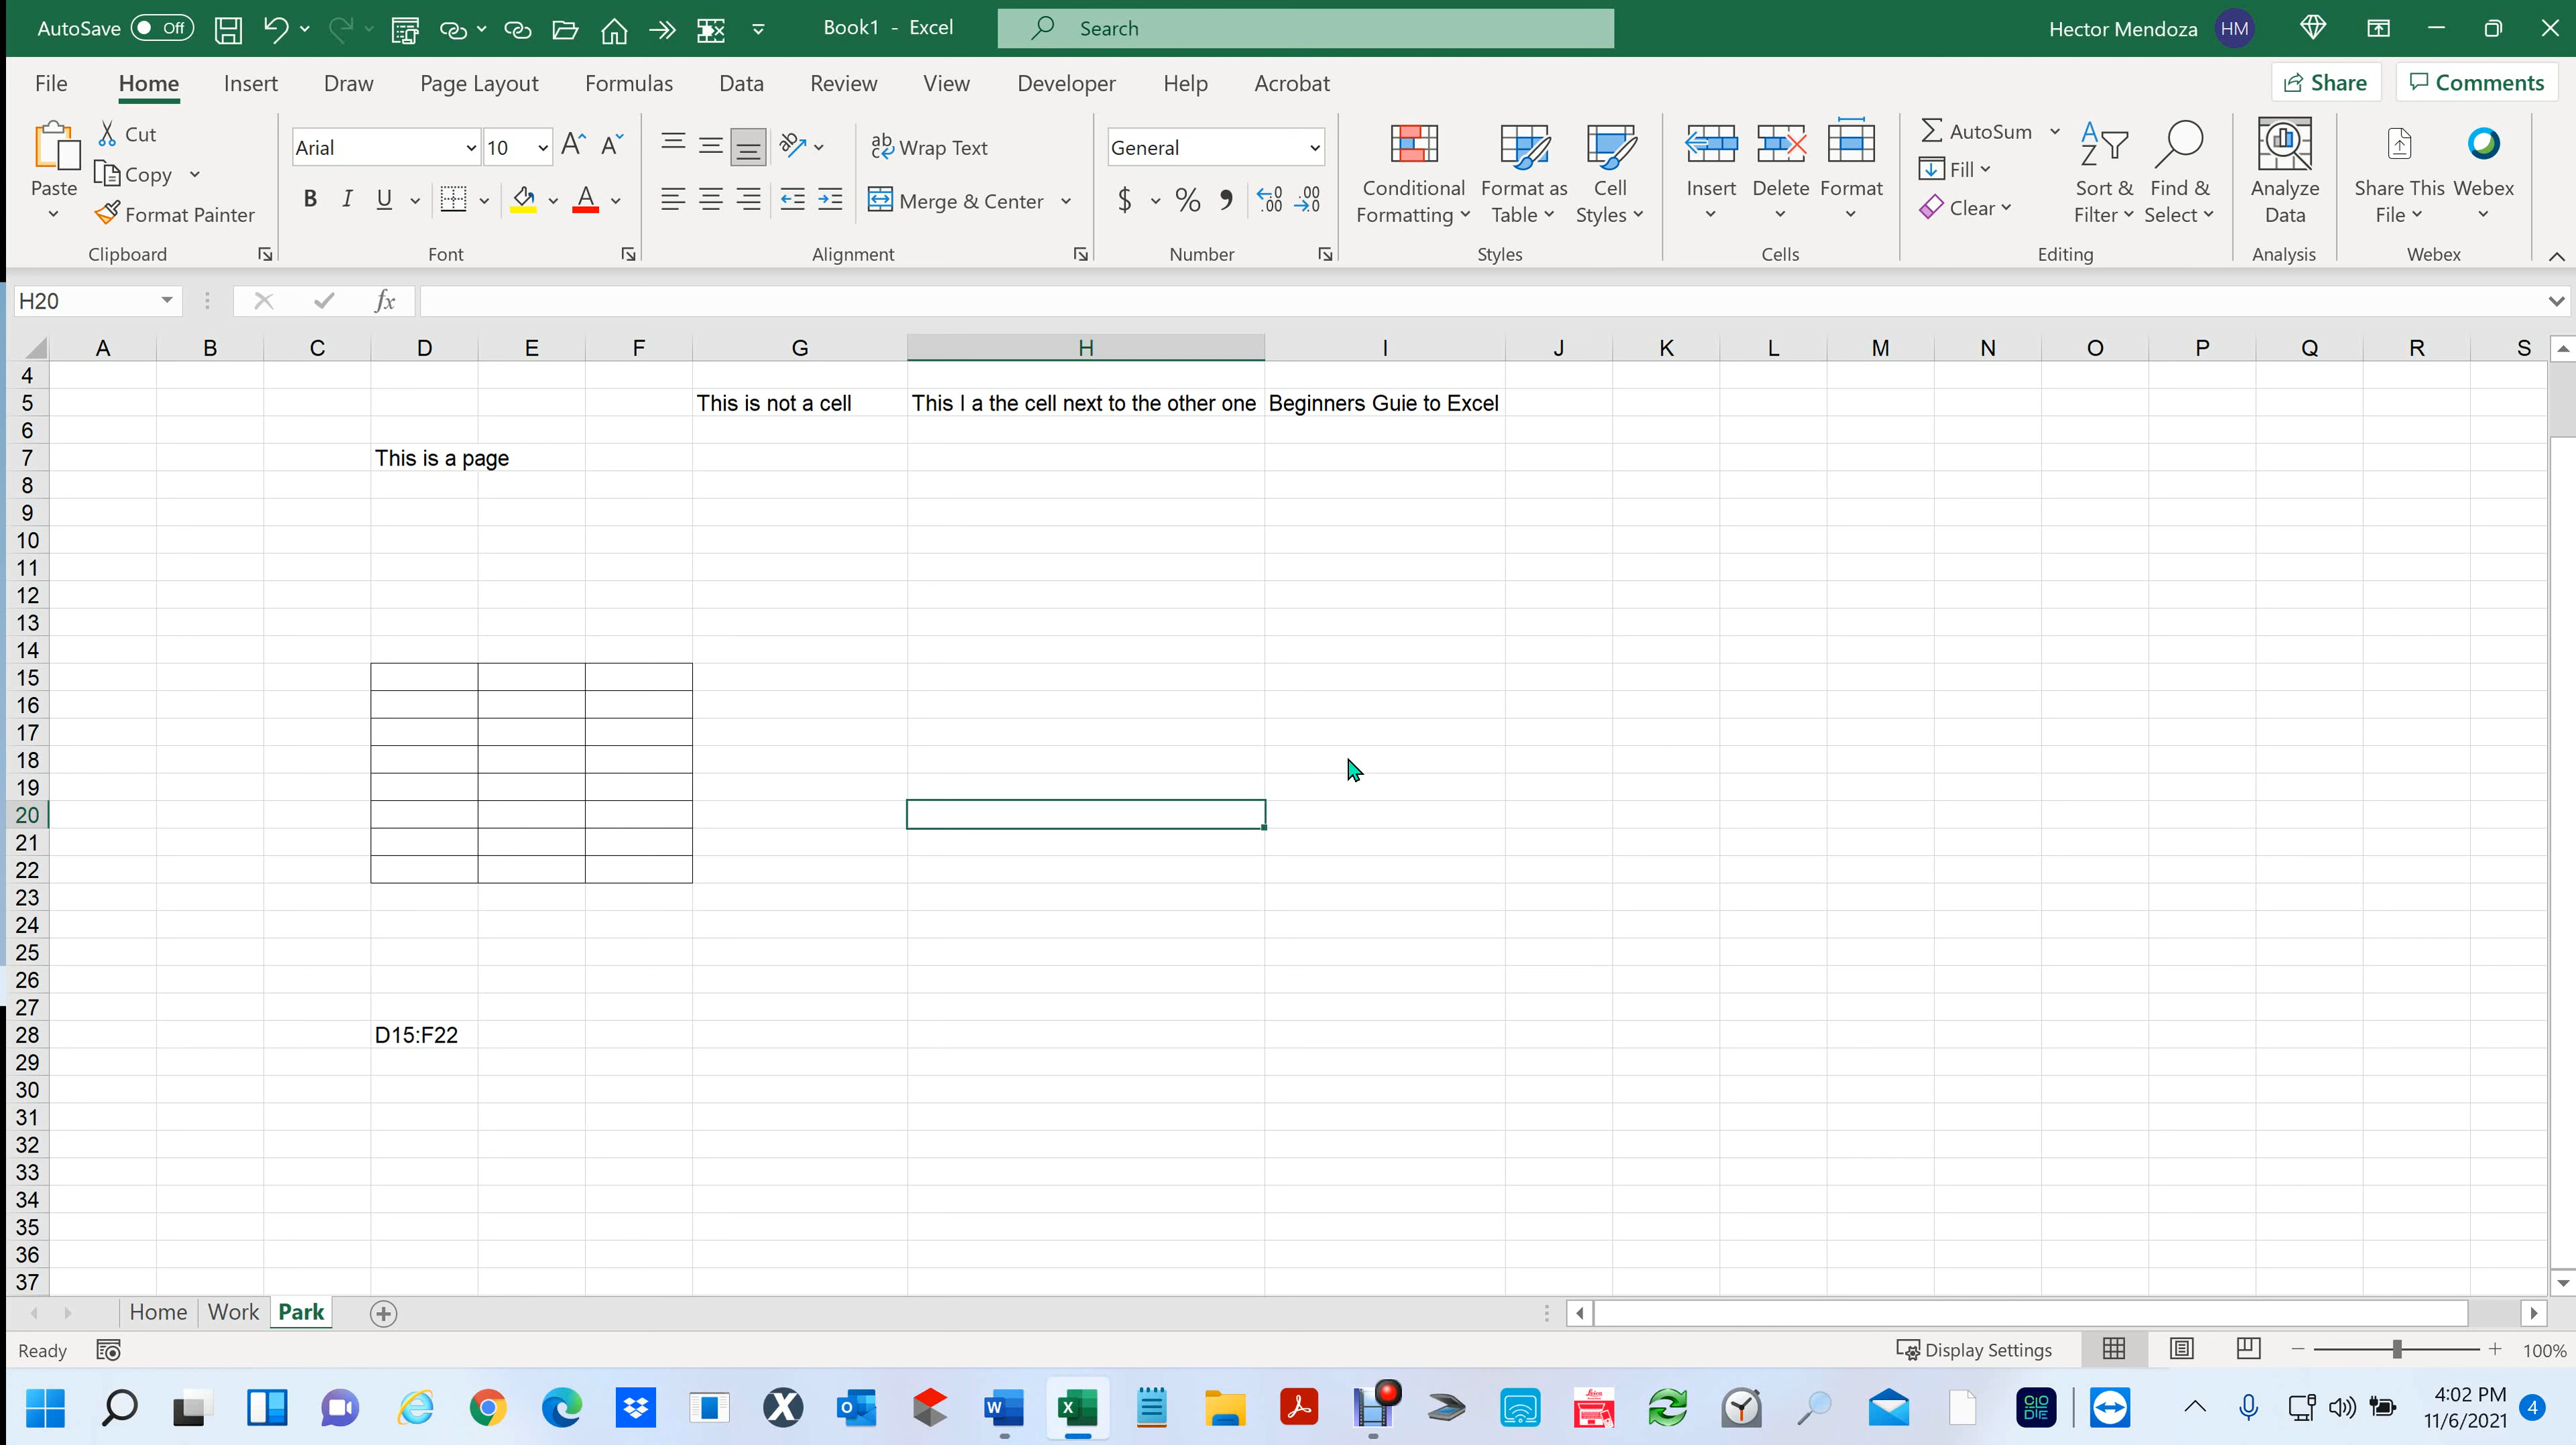 AutoSave Off Book1 - Excel Search Hector Mendoza HM
File Home Insert Draw Page Layout Formulas Data Review View Developer Help Acrobat Share Comments
Paste
Cut
Copy
Format Painter
Clipboard
Arial 10
B I U A
Font
Wrap Text
Merge & Center
Alignment
General
$ % , .00 .00
Number
Conditional Formatting
Format as Table
Cell Styles
Styles
Insert Delete Format
Cells
AutoSum
Fill
Clear
Sort & Filter
Find & Select
Editing
Analyze Data
Analysis
Share This File
Webex
Webex
H20 fx
A B C D E F G H I J K L M N O P Q R S
4
5 This is not a cell This I a the cell next to the other one Beginners Guie to Excel
6
7 This is a page
8
9
10
11
12
13
14
15
16
17
18
19
20
21
22
23
24
25
26
27
28 D15:F22
29
30
31
32
33
34
35
36
37
Home Work Park
Ready Display Settings 100%
4:02 PM
11/6/2021 4